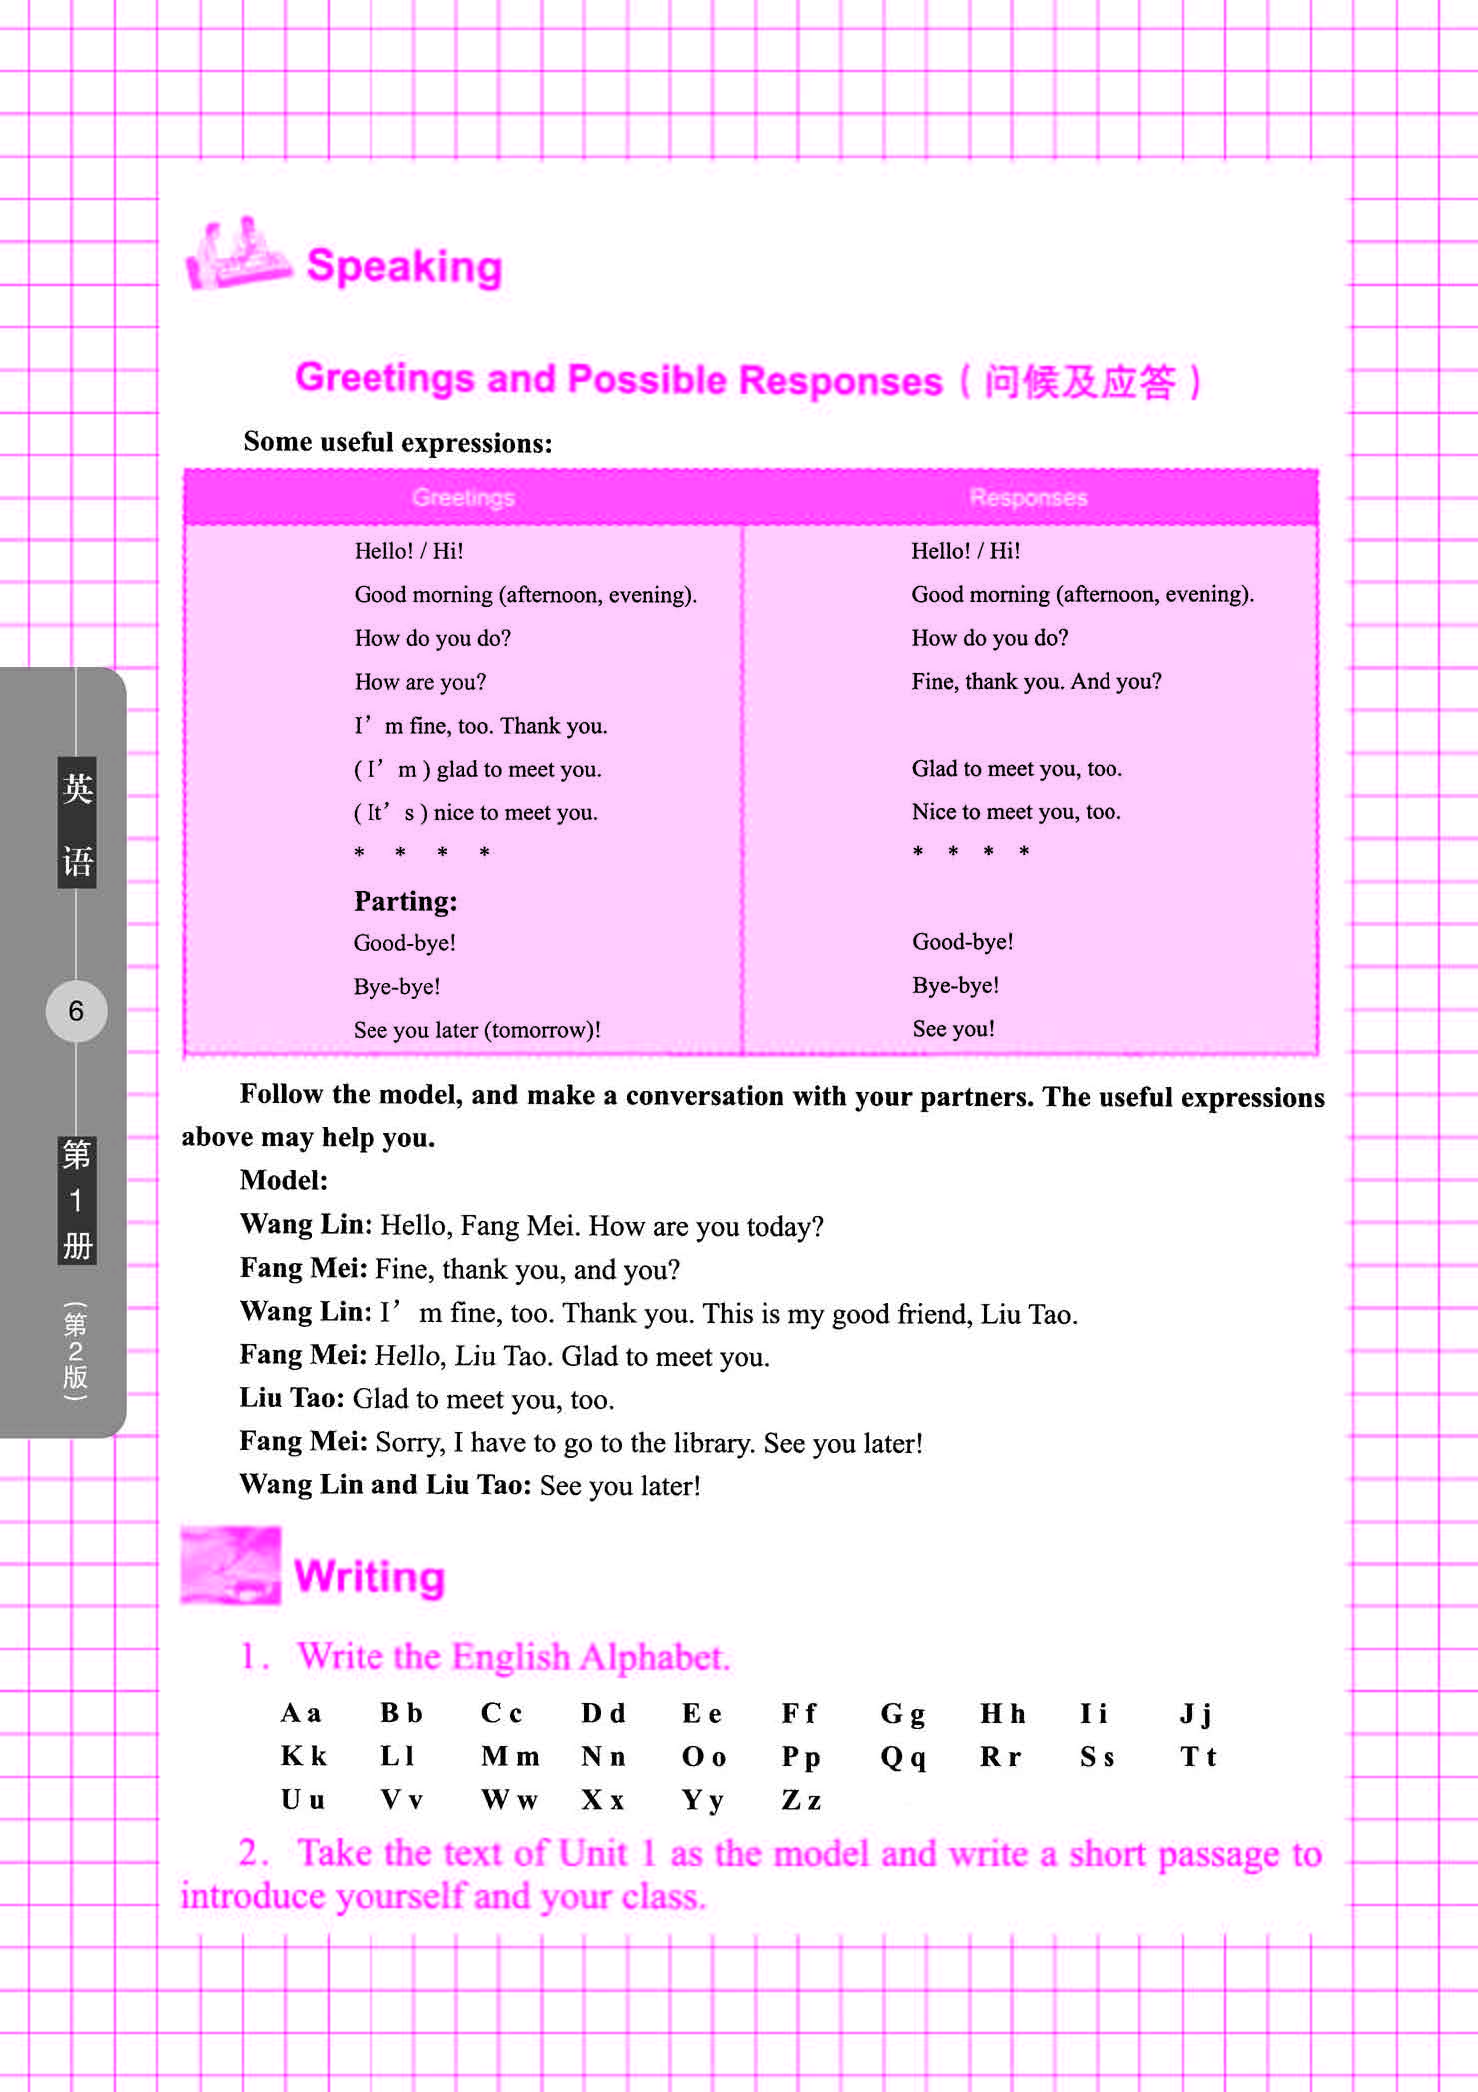 Speaking
Greetings and Possible Responses（问候及应答）
Some useful expressions:
Greetings Responses
Hello! / Hi! Hello! / Hi!
Good morning (afternoon, evening). Good morning (afternoon, evening).
How do you do? How do you do?
How are you? Fine, thank you. And you?
I’m fine, too. Thank you.
( I’m ) glad to meet you. Glad to meet you, too.
( It’s ) nice to meet you. Nice to meet you, too.
* * * * * * * *
Parting:
Good-bye! Good-bye!
Bye-bye! Bye-bye!
See you later (tomorrow)! See you!
Follow the model, and make a conversation with your partners. The useful expressions
above may help you.
Model:
Wang Lin: Hello, Fang Mei. How are you today?
Fang Mei: Fine, thank you, and you?
Wang Lin: I’m fine, too. Thank you. This is my good friend, Liu Tao.
Fang Mei: Hello, Liu Tao. Glad to meet you.
Liu Tao: Glad to meet you, too.
Fang Mei: Sorry, I have to go to the library. See you later!
Wang Lin and Liu Tao: See you later!
Writing
1. Write the English Alphabet.
A a B b C c D d E e F f G g H h I i J j
K k L l M m N n O o P p Q q R r S s T t
U u V v W w X x Y y Z z
2. Take the text of Unit 1 as the model and write a short passage to
introduce yourself and your class.
英语
6
第1册
（第2版）